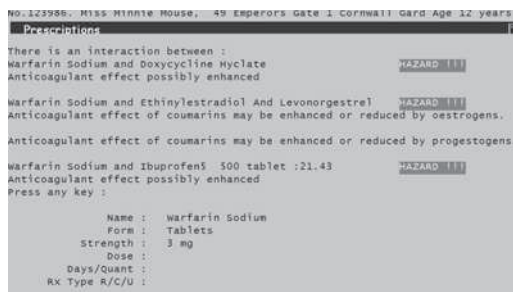 No.123986. Miss Minnie Mouse, 49 Emperors Gate 1 Cornwall Gard Age 12 years
Prescriptions
There is an interaction between :
Warfarin Sodium and Doxycycline Hyclate HAZARD !!!
Anticoagulant effect possibly enhanced
Warfarin Sodium and Ethinylestradiol And Levonorgestrel HAZARD !!!
Anticoagulant effect of coumarins may be enhanced or reduced by oestrogens.
Anticoagulant effect of coumarins may be enhanced or reduced by progestogens
Warfarin Sodium and Ibuprofen5 500 tablet :21.43 HAZARD !!!
Anticoagulant effect possibly enhanced
Press any key :
Name : Warfarin Sodium
Form : Tablets
Strength : 3 mg
Dose :
Days/Quant :
Rx Type R/C/U :